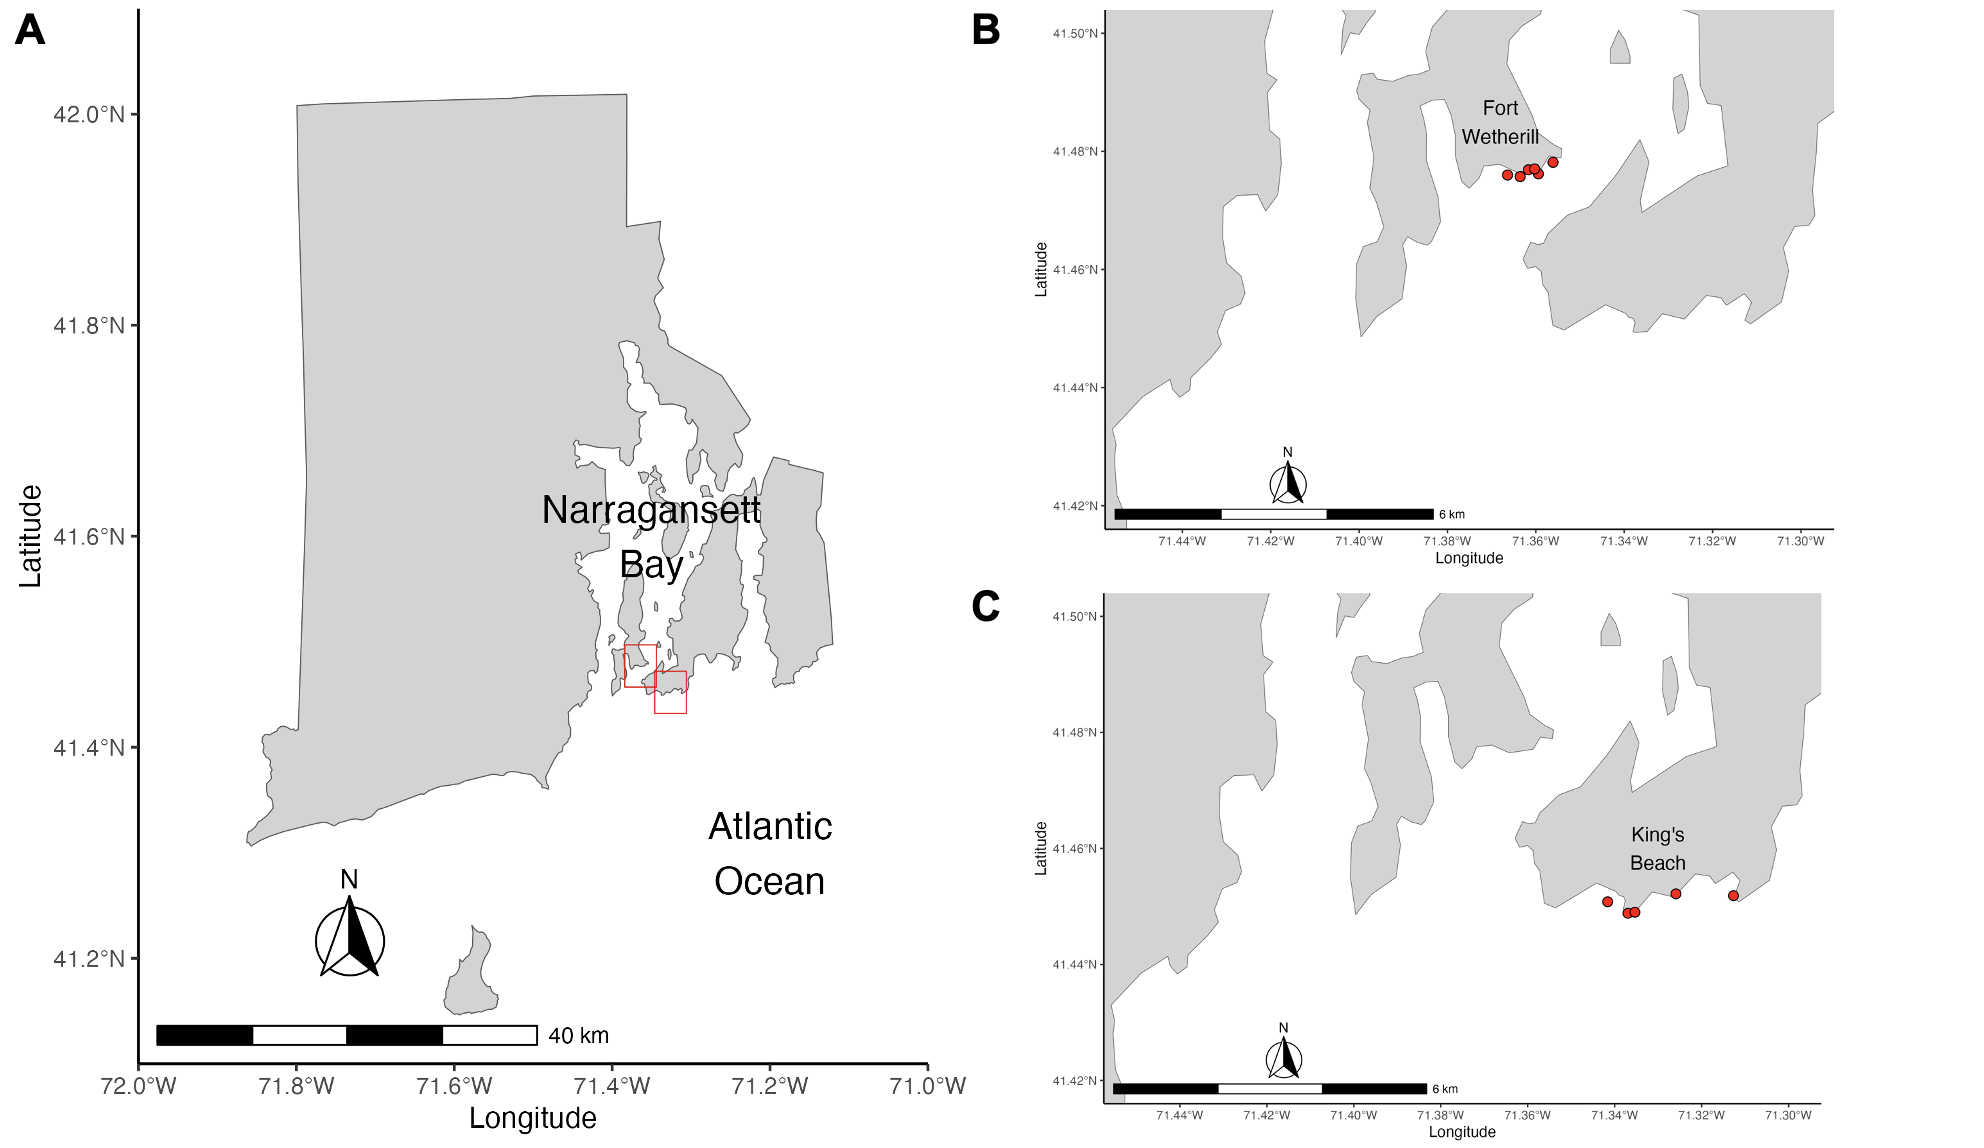 A
42.0°N
41.8°N
41.6°N
41.4°N
41.2°N
Latitude
Narragansett
Bay
Atlantic
Ocean
N
40 km
72.0°W 71.8°W 71.6°W 71.4°W 71.2°W 71.0°W
Longitude
B
41.50°N
41.48°N
41.46°N
41.44°N
41.42°N
Latitude
Fort
Wetherill
N
6 km
71.44°W 71.42°W 71.40°W 71.38°W 71.36°W 71.34°W 71.32°W 71.30°W
Longitude
C
41.50°N
41.48°N
41.46°N
41.44°N
41.42°N
Latitude
King's
Beach
N
6 km
71.44°W 71.42°W 71.40°W 71.38°W 71.36°W 71.34°W 71.32°W 71.30°W
Longitude